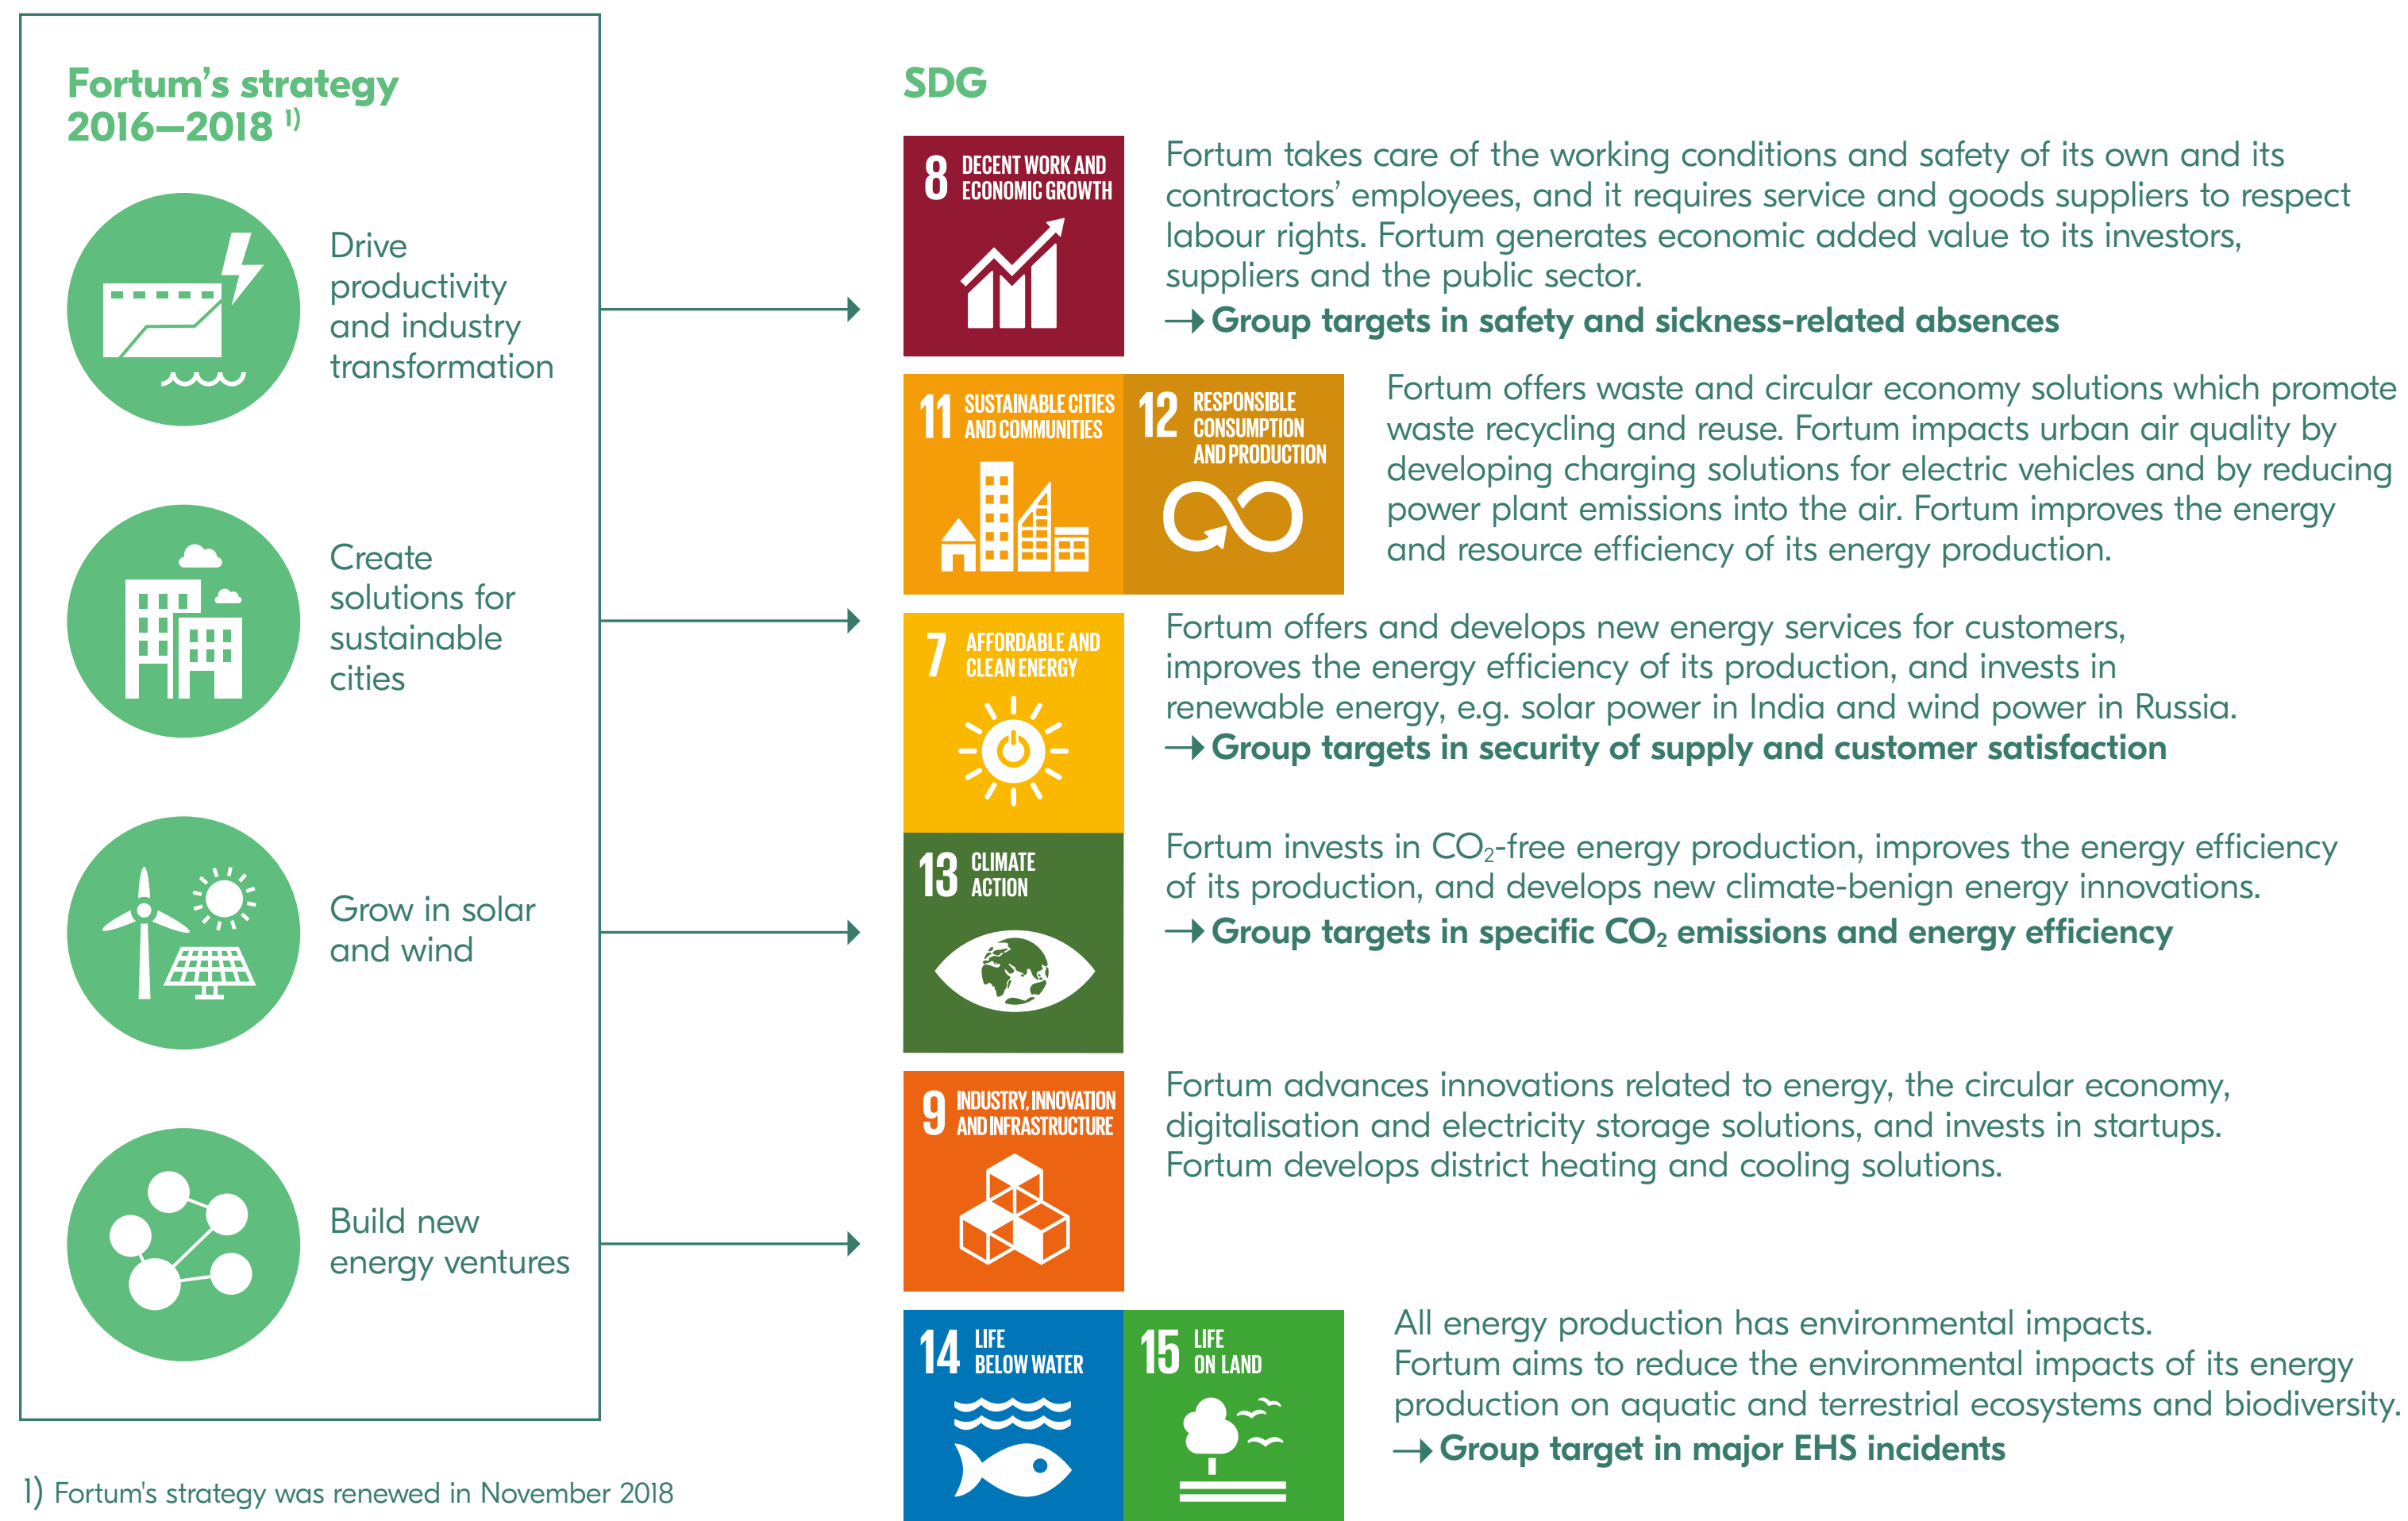 Fortum's strategy
2016–2018 1)
Drive
productivity
and industry
transformation
Create
solutions for
sustainable
cities
Grow in solar
and wind
Build new
energy ventures
1) Fortum's strategy was renewed in November 2018
SDG
8 DECENT WORK AND
ECONOMIC GROWTH
Fortum takes care of the working conditions and safety of its own and its
contractors' employees, and it requires service and goods suppliers to respect
labour rights. Fortum generates economic added value to its investors,
suppliers and the public sector.
→ Group targets in safety and sickness-related absences
11 SUSTAINABLE CITIES
AND COMMUNITIES
12 RESPONSIBLE
CONSUMPTION
AND PRODUCTION
Fortum offers waste and circular economy solutions which promote
waste recycling and reuse. Fortum impacts urban air quality by
developing charging solutions for electric vehicles and by reducing
power plant emissions into the air. Fortum improves the energy
and resource efficiency of its energy production.
7 AFFORDABLE AND
CLEAN ENERGY
Fortum offers and develops new energy services for customers,
improves the energy efficiency of its production, and invests in
renewable energy, e.g. solar power in India and wind power in Russia.
→ Group targets in security of supply and customer satisfaction
13 CLIMATE
ACTION
Fortum invests in CO₂-free energy production, improves the energy efficiency
of its production, and develops new climate-benign energy innovations.
→ Group targets in specific CO₂ emissions and energy efficiency
9 INDUSTRY, INNOVATION
AND INFRASTRUCTURE
Fortum advances innovations related to energy, the circular economy,
digitalisation and electricity storage solutions, and invests in startups.
Fortum develops district heating and cooling solutions.
14 LIFE
BELOW WATER
15 LIFE
ON LAND
All energy production has environmental impacts.
Fortum aims to reduce the environmental impacts of its energy
production on aquatic and terrestrial ecosystems and biodiversity.
→ Group target in major EHS incidents